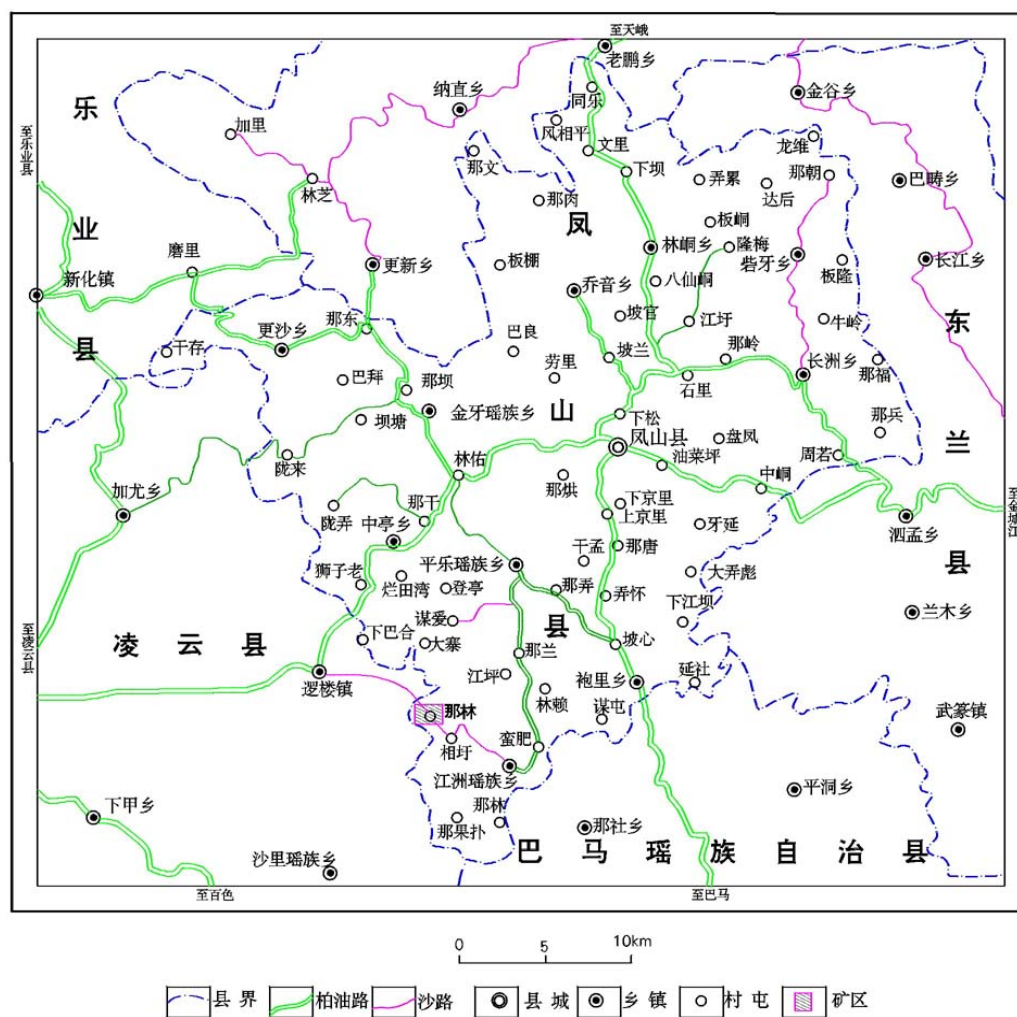 至天峨
老鹏乡
乐
纳直乡
同乐
金谷乡
加里
风相平
至乐业县
龙维
那文
文里
下坝
那朝
林芝
弄累
达后
巴畴乡
那肉
业
凤
板峒
磨里
林峒乡
隆梅
新化镇
更新乡
板棚
砦牙乡
长江乡
板隆
乔音乡
八仙峒
东
那东
坡官
江圩
牛岭
县
更沙乡
巴良
干存
坡兰
那岭
巴拜
那坝
劳里
石里
长洲乡
那福
金牙瑶族乡
山
下松
坝塘
凤山县
盘凤
那兵
兰
陇来
林佑
油菜坪
周若
加尤乡
那烘
中峒
至金城江
那干
下京里
陇弄
上京里
牙延
泗孟乡
中亭乡
那唐
平乐瑶族乡
干孟
县
狮子老
大弄彪
烂田湾
登亭
那弄
弄怀
谋爱
下江坝
兰木乡
至凌云县
凌云县
县
下巴合
大寨
那兰
坡心
逻楼镇
江坪
袍里乡
延社
林赖
那林
谋屯
武篆镇
相圩
蛮肥
江洲瑶族乡
平洞乡
下甲乡
那林
那果扑
那社乡
沙里瑶族乡
巴马瑶族自治县
至百色
至巴马
0 5 10km
县界 柏油路 沙路 县城 乡镇 村屯 矿区